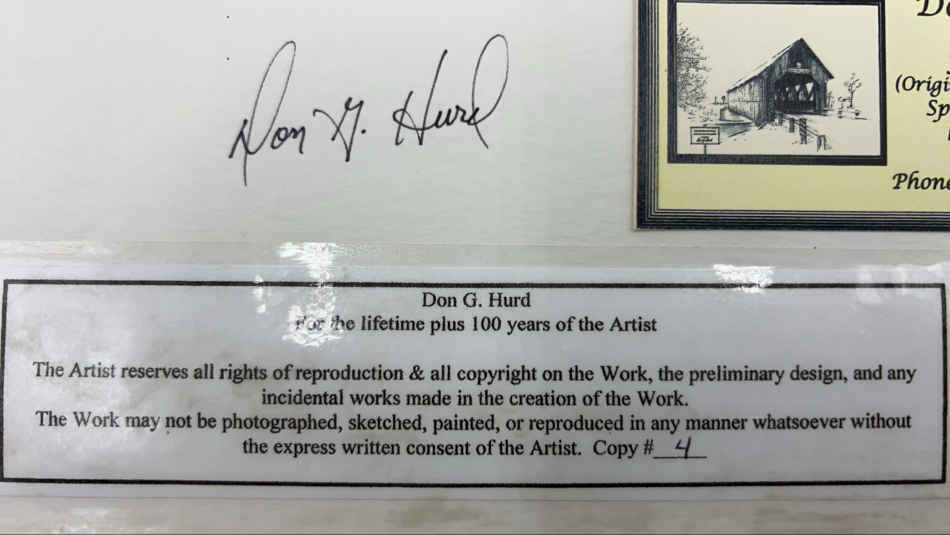 Don G. Hurd
(Origi
Sp
Phone
Don G. Hurd
For the lifetime plus 100 years of the Artist
The Artist reserves all rights of reproduction & all copyright on the Work, the preliminary design, and any
incidental works made in the creation of the Work.
The Work may not be photographed, sketched, painted, or reproduced in any manner whatsoever without
the express written consent of the Artist. Copy # 4